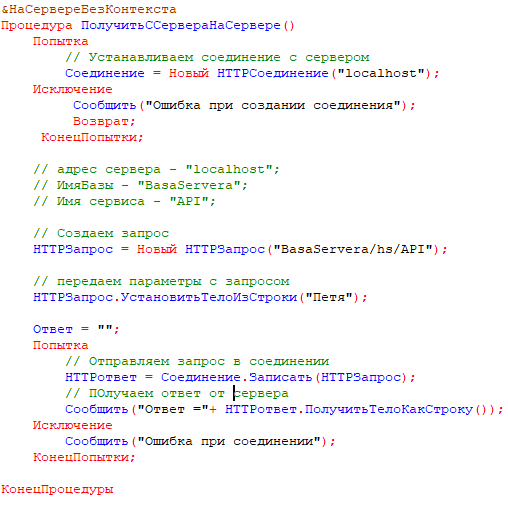 &НаСервереБезКонтекста
Процедура ПолучитьССервераНаСервере()
Попытка
// Устанавливаем соединение с сервером
Соединение = Новый HTTPСоединение("localhost");
Исключение
Сообщить("Ошибка при создании соединения");
Возврат;
КонецПопытки;
// адрес сервера - "localhost";
// ИмяБазы - "BasaServera";
// Имя сервиса - "API";
// Создаем запрос
HTTPЗапрос = Новый HTTPЗапрос("BasaServera/hs/API");
// передаем параметры с запросом
HTTPЗапрос.УстановитьТелоИзСтроки("Петя");
Ответ = "";
Попытка
// Отправляем запрос в соединении
HTTPответ = Соединение.Записать(HTTPЗапрос);
// ПОлучаем ответ от сервера
Сообщить("Ответ ="+ HTTPответ.ПолучитьТелоКакСтроку());
Исключение
Сообщить("Ошибка при соединении");
КонецПопытки;
КонецПроцедуры